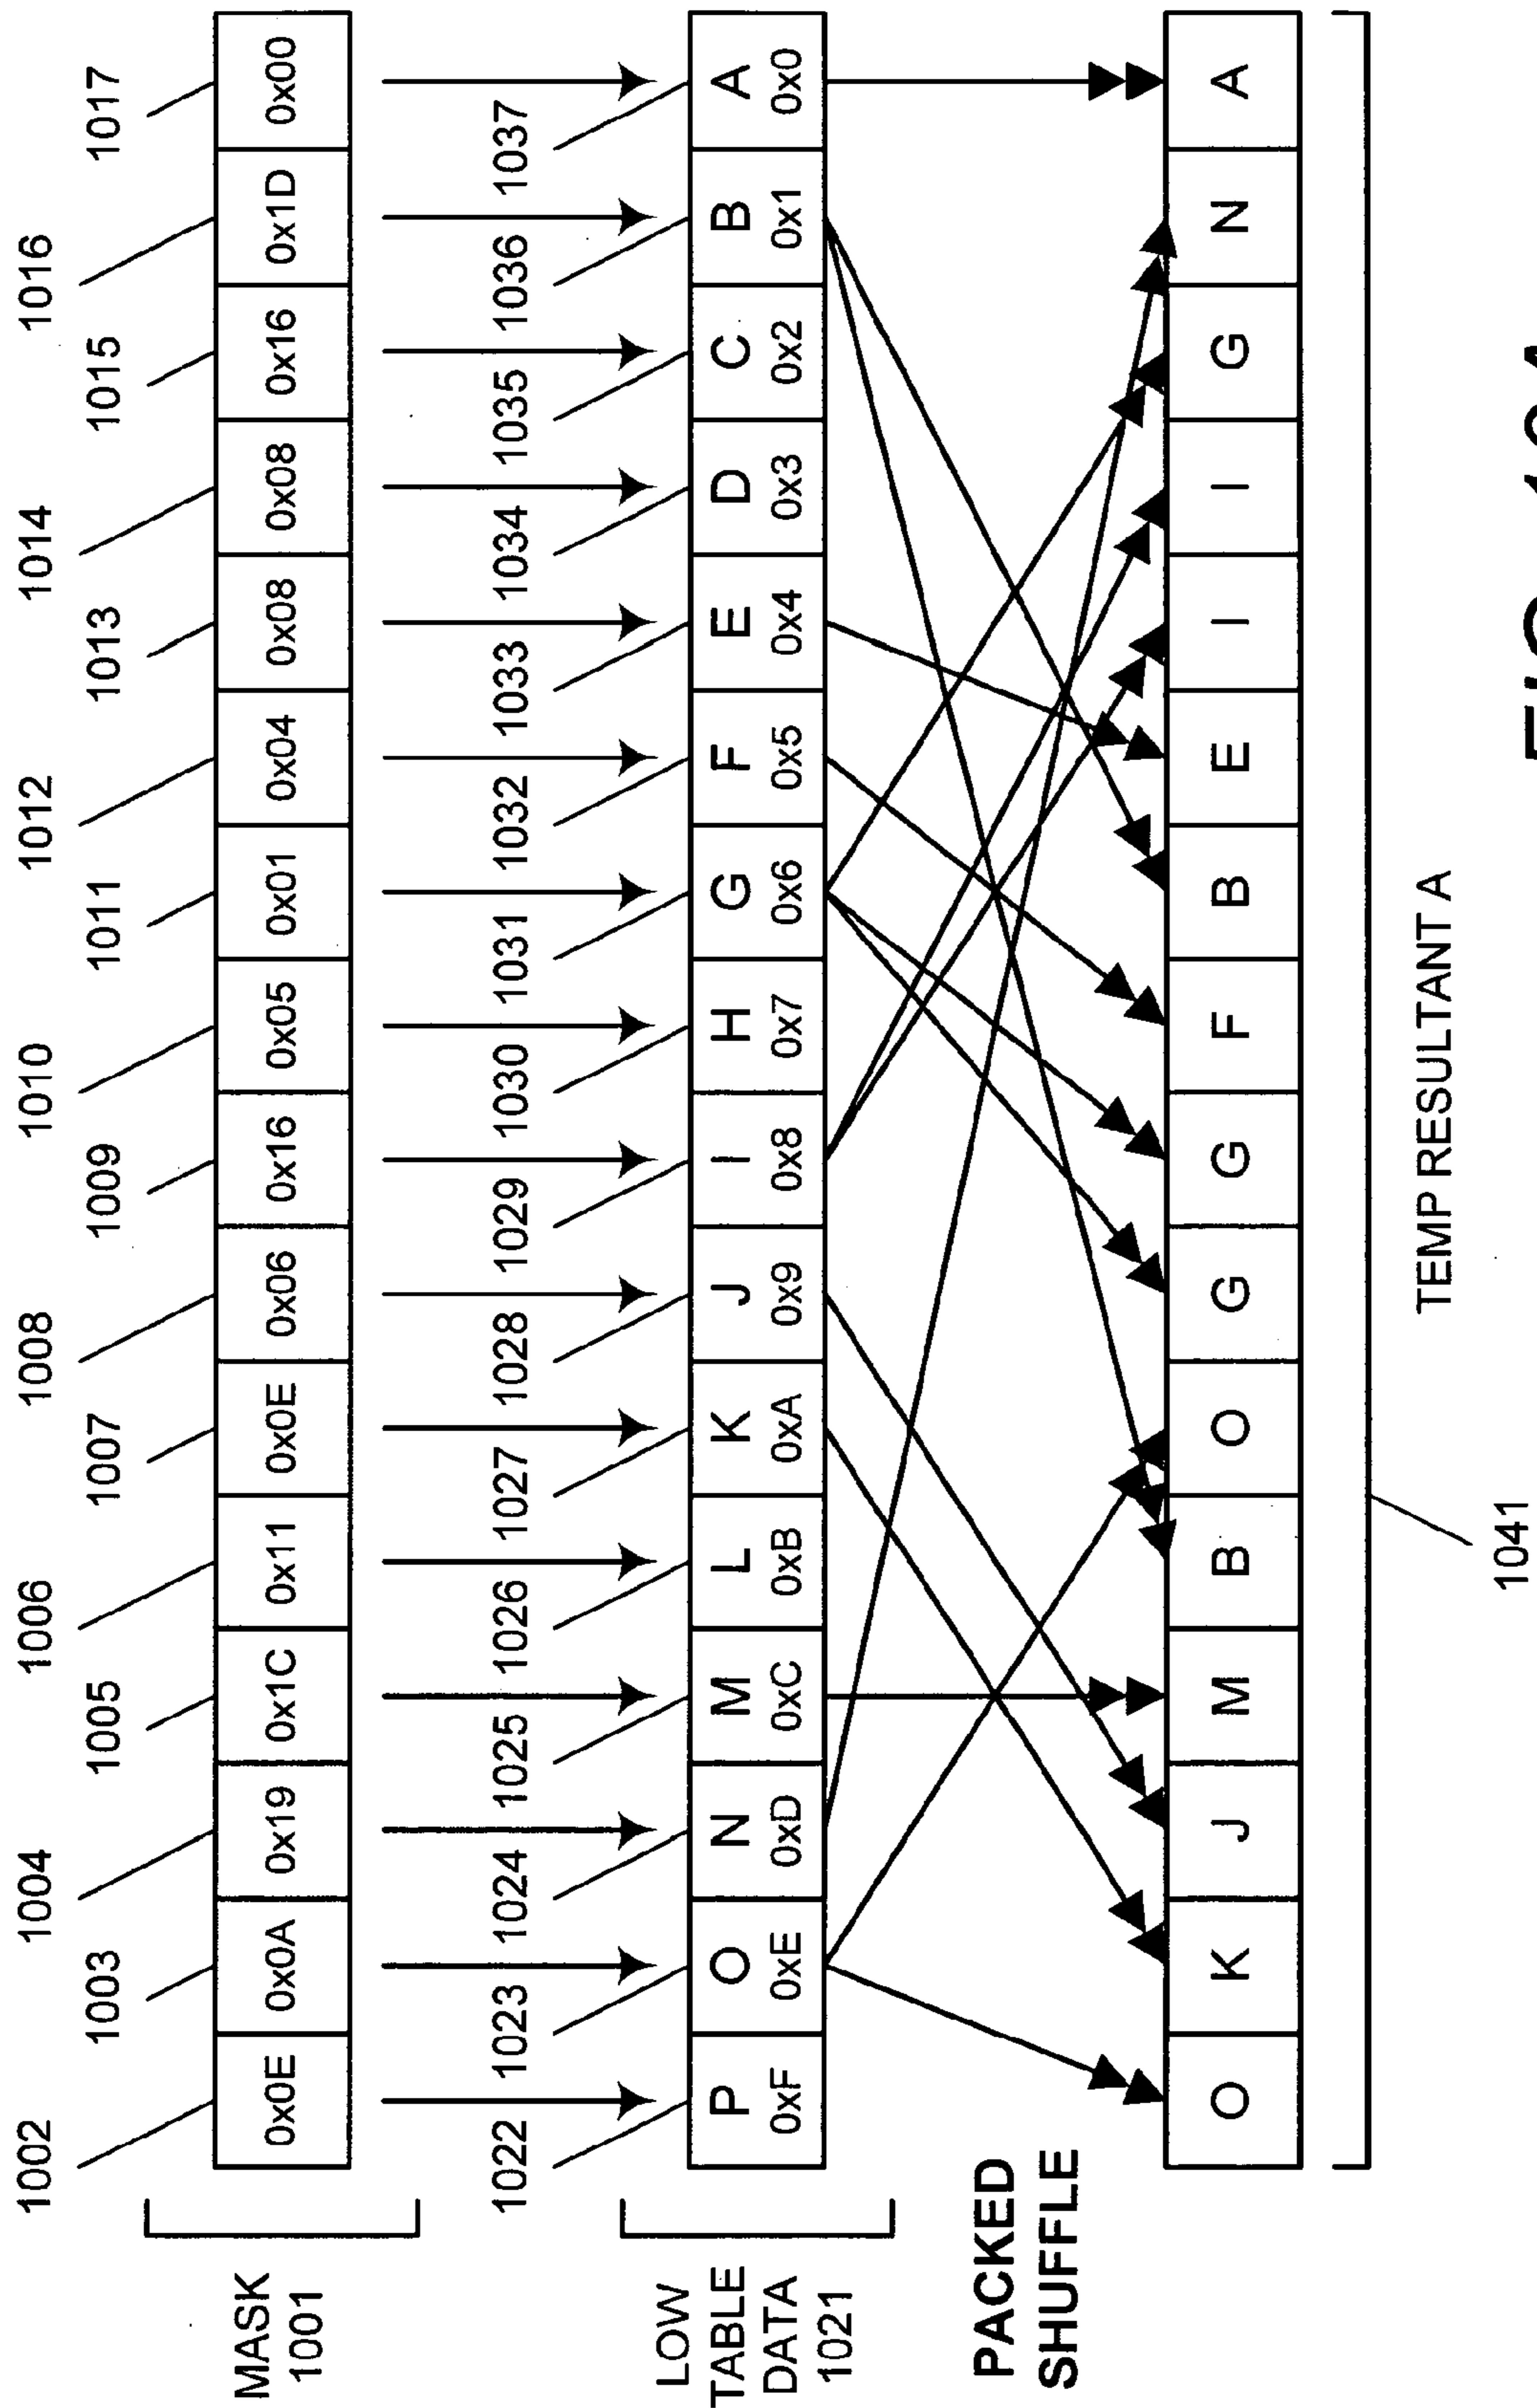 1002 1003 1004 1005 1006 1007 1008 1009 1010 1011 1012 1013 1014 1015 1016 1017
MASK
1001
0x0E 0x0A 0x19 0x1C 0x11 0x0E 0x06 0x16 0x05 0x01 0x04 0x08 0x08 0x16 0x1D 0x00
1022 1023 1024 1025 1026 1027 1028 1029 1030 1031 1032 1033 1034 1035 1036 1037
LOW
TABLE
DATA
1021
P O N M L K J I H G F E D C B A
0xF 0xE 0xD 0xC 0xB 0xA 0x9 0x8 0x7 0x6 0x5 0x4 0x3 0x2 0x1 0x0
PACKED
SHUFFLE
O K J M B O G G F B E I I G N A
TEMP RESULTANT A
1041